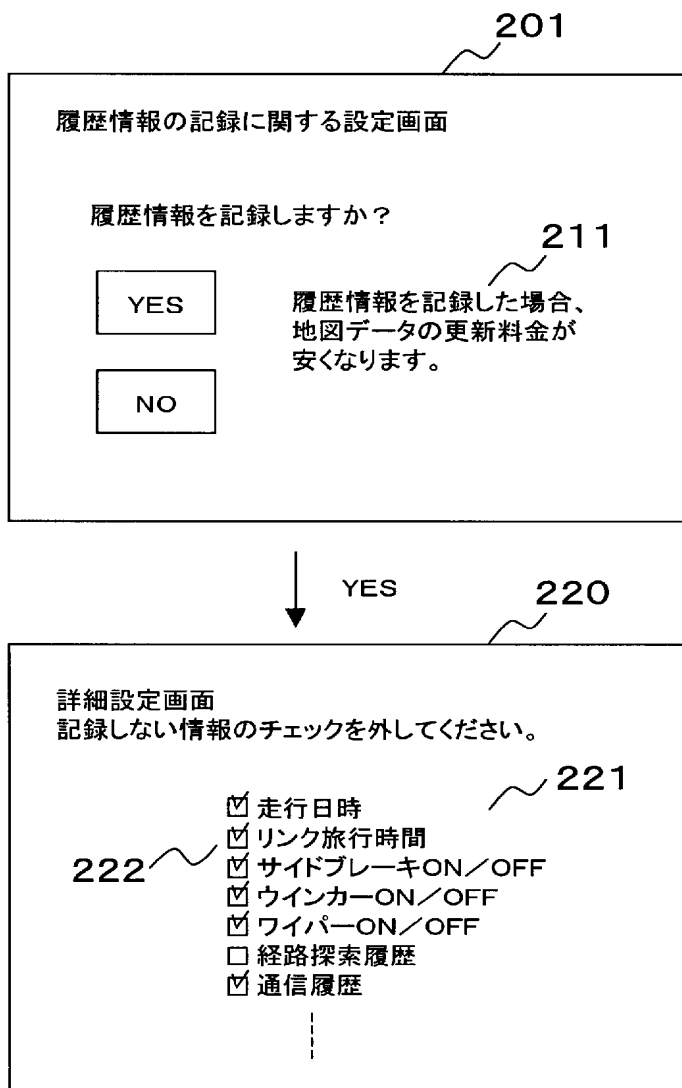 201
履歴情報の記録に関する設定画面
履歴情報を記録しますか？
211
YES
履歴情報を記録した場合、
地図データの更新料金が
安くなります。
NO
YES
220
詳細設定画面
記録しない情報のチェックを外してください。
221
走行日時
リンク旅行時間
222
サイドブレーキON／OFF
ウインカーON／OFF
ワイパーON／OFF
経路探索履歴
通信履歴